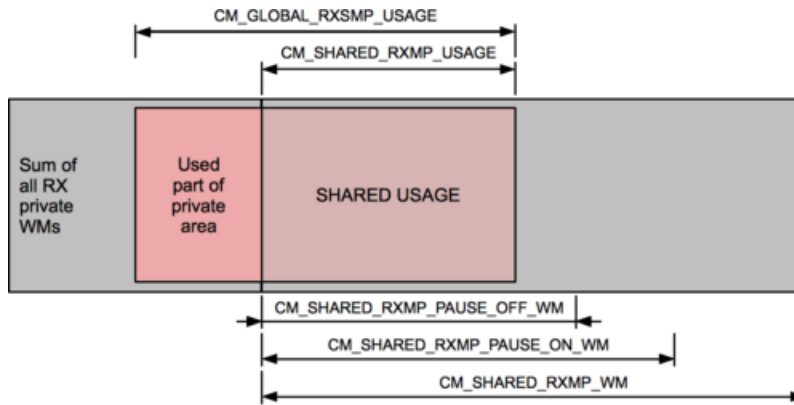 CM_GLOBAL_RXSMP_USAGE
CM_SHARED_RXMP_USAGE
Sum of
all RX
private
WMs
Used
part of
private
area
SHARED USAGE
CM_SHARED_RXMP_PAUSE_OFF_WM
CM_SHARED_RXMP_PAUSE_ON_WM
CM_SHARED_RXMP_WM